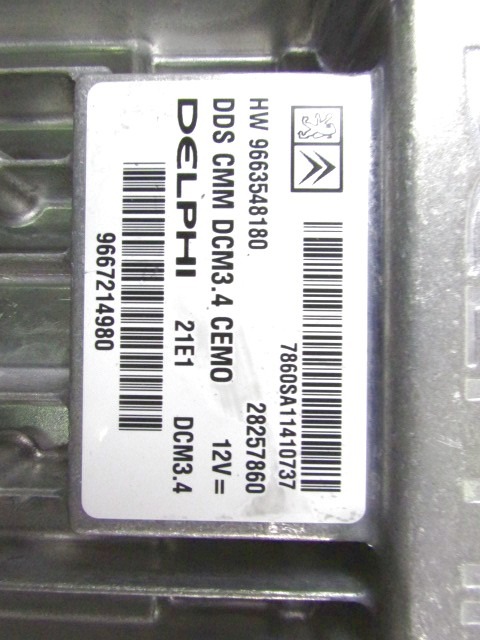 7860SA11410737
HW 9663548180 28257860
DDS CMM DCM3.4 CEMO 12V=
DELPHI 21E1 DCM3.4
9667214980